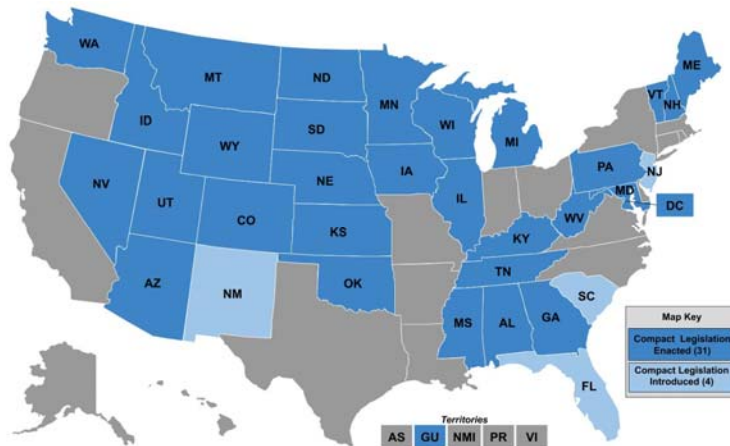 WA
MT
ND
MN
ME
VT
NH
ID
SD
WI
MI
WY
IA
NE
PA
NJ
NV
UT
CO
IL
MD
DC
WV
KS
KY
AZ
NM
OK
TN
SC
MS
AL
GA
FL
Map Key
Compact Legislation
Enacted (31)
Compact Legislation
Introduced (4)
Territories
AS GU NMI PR VI